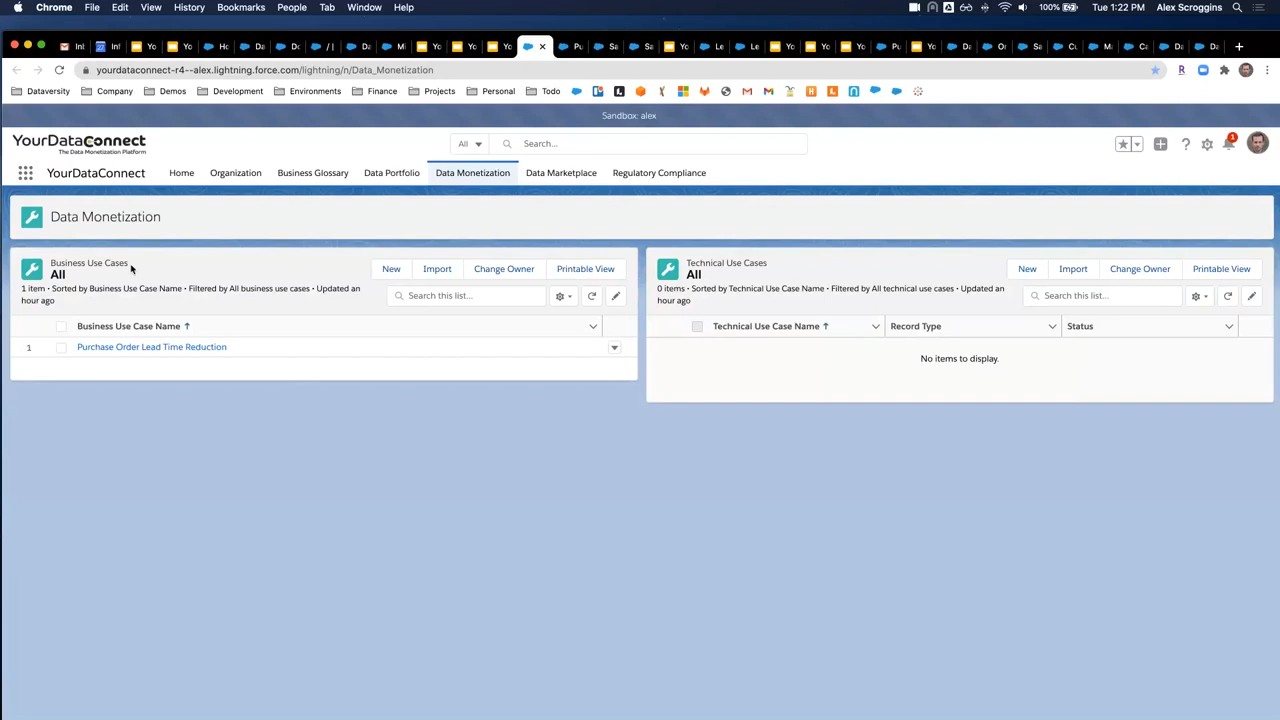 Chrome File Edit View History Bookmarks People Tab Window Help 100% Tue 1:22 PM Alex Scroggins
yourdataconnect-r4--alex.lightning.force.com/lightning/n/Data_Monetization
Dataversity Company Demos Development Environments Finance Projects Personal Todo
Sandbox: alex
YourDataConnect
The Data Monetization Platform
All Search...
1
YourDataConnect Home Organization Business Glossary Data Portfolio Data Monetization Data Marketplace Regulatory Compliance
Data Monetization
Business Use Cases
All
New Import Change Owner Printable View
1 item • Sorted by Business Use Case Name • Filtered by All business use cases • Updated an
hour ago
Search this list...
Business Use Case Name ↑
1 Purchase Order Lead Time Reduction
Technical Use Cases
All
New Import Change Owner Printable View
0 items • Sorted by Technical Use Case Name • Filtered by All technical use cases • Updated an
hour ago
Search this list...
Technical Use Case Name ↑ Record Type Status
No items to display.